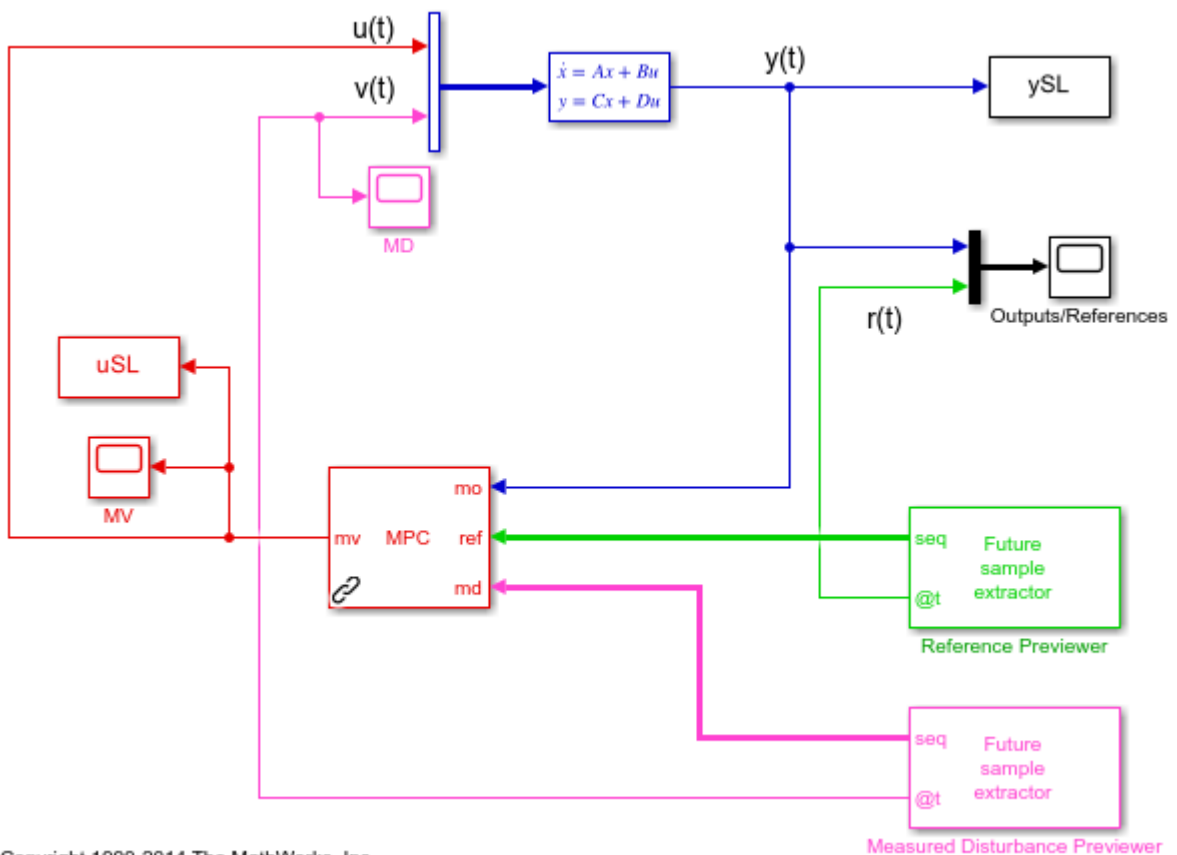 u(t)
v(t)
ẋ = Ax + Bu
y = Cx + Du
y(t)
ySL
MD
r(t)
Outputs/References
uSL
MV
mv
MPC
mo
ref
md
seq
@t
Future
sample
extractor
Reference Previewer
seq
@t
Future
sample
extractor
Measured Disturbance Previewer